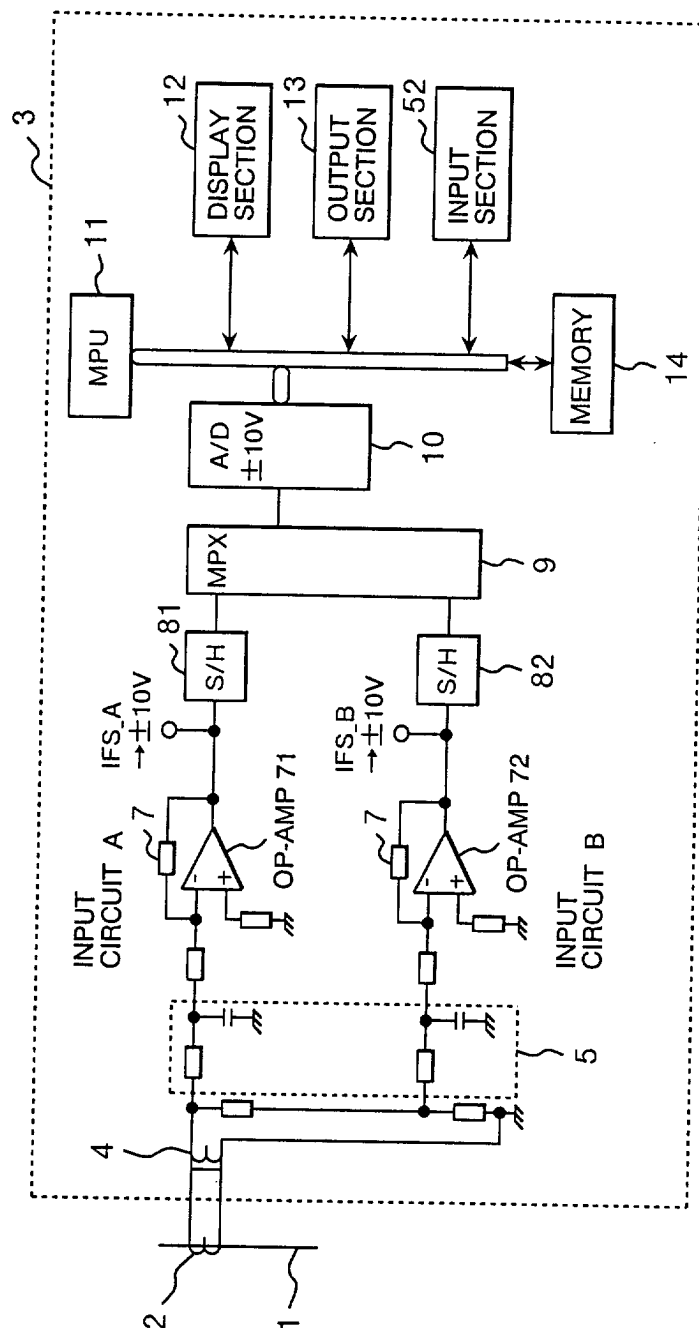 3
MPU
11
DISPLAY
SECTION
12
OUTPUT
SECTION
13
INPUT
SECTION
52
MEMORY
14
A/D
±10V
10
MPX
9
S/H
81
S/H
82
IFS_A
→±10V
IFS_B
→±10V
INPUT
CIRCUIT A
7
-
+
OP-AMP 71
7
-
+
OP-AMP 72
INPUT
CIRCUIT B
5
4
2
1